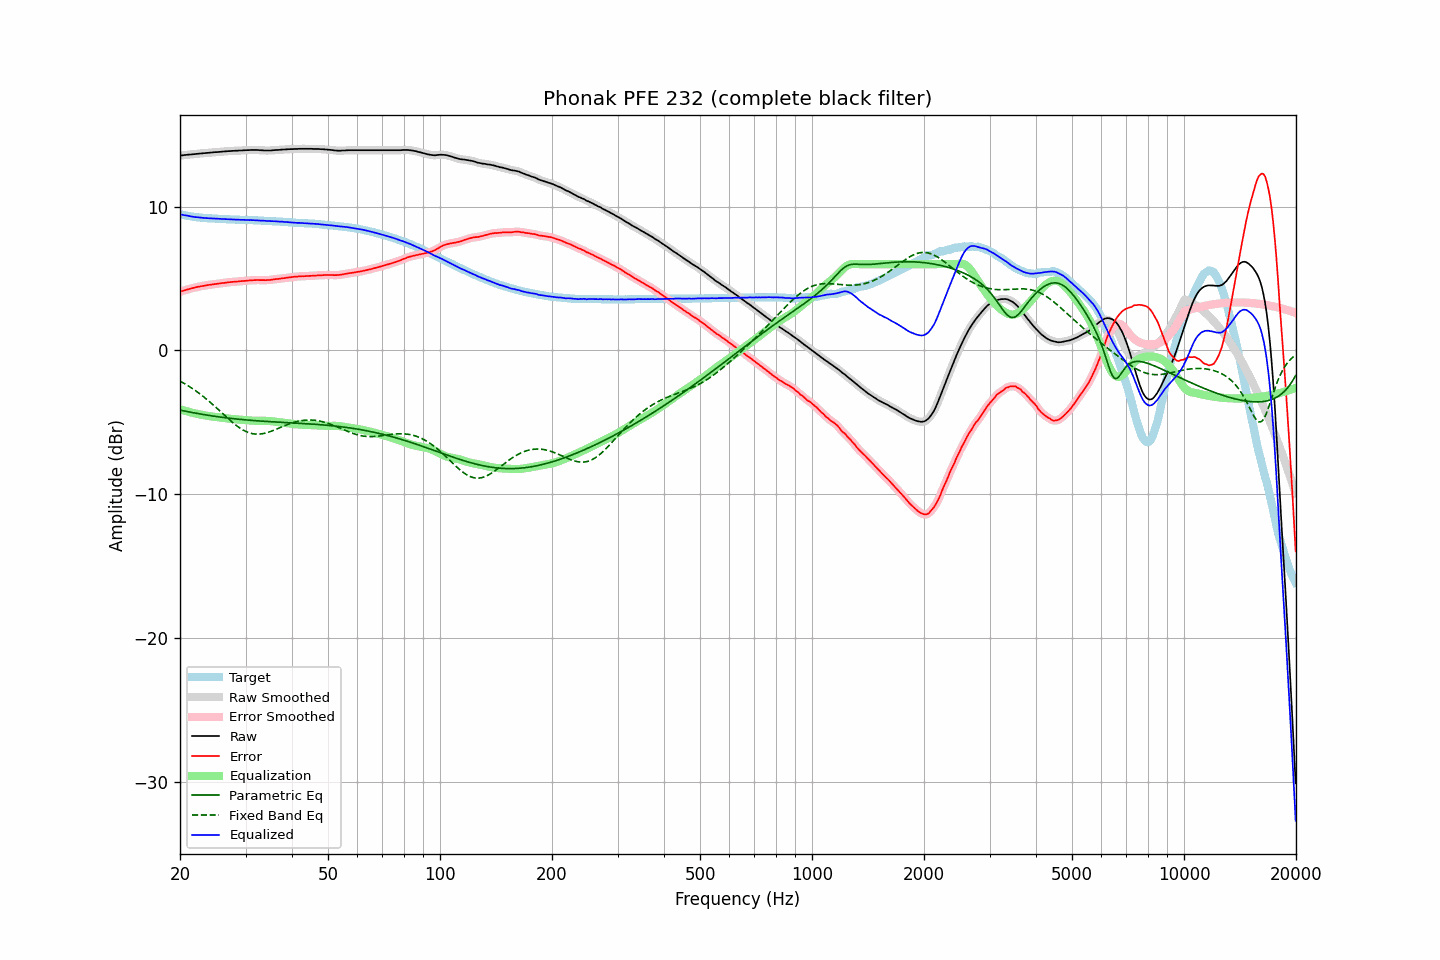 Phonak PFE 232 (complete black filter)
Amplitude (dBr)
10
0
−10
−20
−30
Target
Raw Smoothed
Error Smoothed
Raw
Error
Equalization
Parametric Eq
Fixed Band Eq
Equalized
20 50 100 200 500 1000 2000 5000 10000 20000
Frequency (Hz)